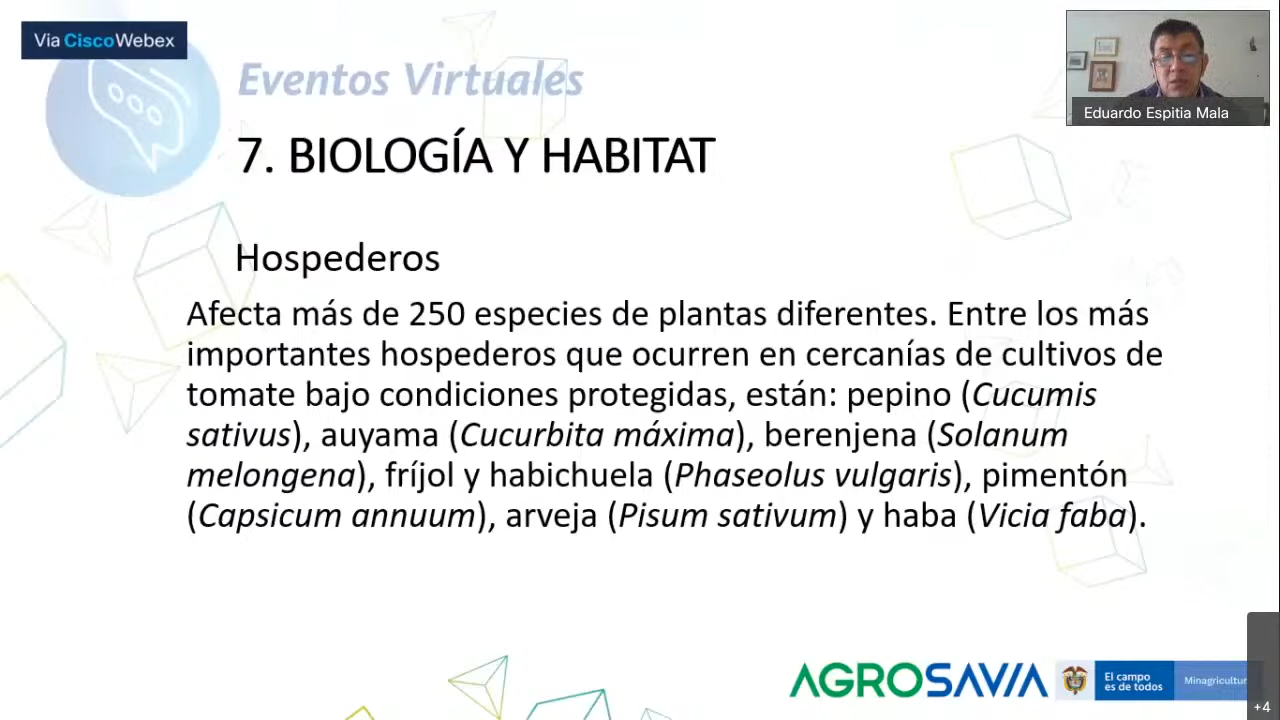 Vía CiscoWebex
Eventos Virtuales
Eduardo Espitia Mala
7. BIOLOGÍA Y HABITAT
Hospederos
Afecta más de 250 especies de plantas diferentes. Entre los más
importantes hospederos que ocurren en cercanías de cultivos de
tomate bajo condiciones protegidas, están: pepino (Cucumis
sativus), auyama (Cucurbita máxima), berenjena (Solanum
melongena), fríjol y habichuela (Phaseolus vulgaris), pimentón
(Capsicum annuum), arveja (Pisum sativum) y haba (Vicia faba).
AGROSAVIA
El campo
es de todos
Minagricultur
+4